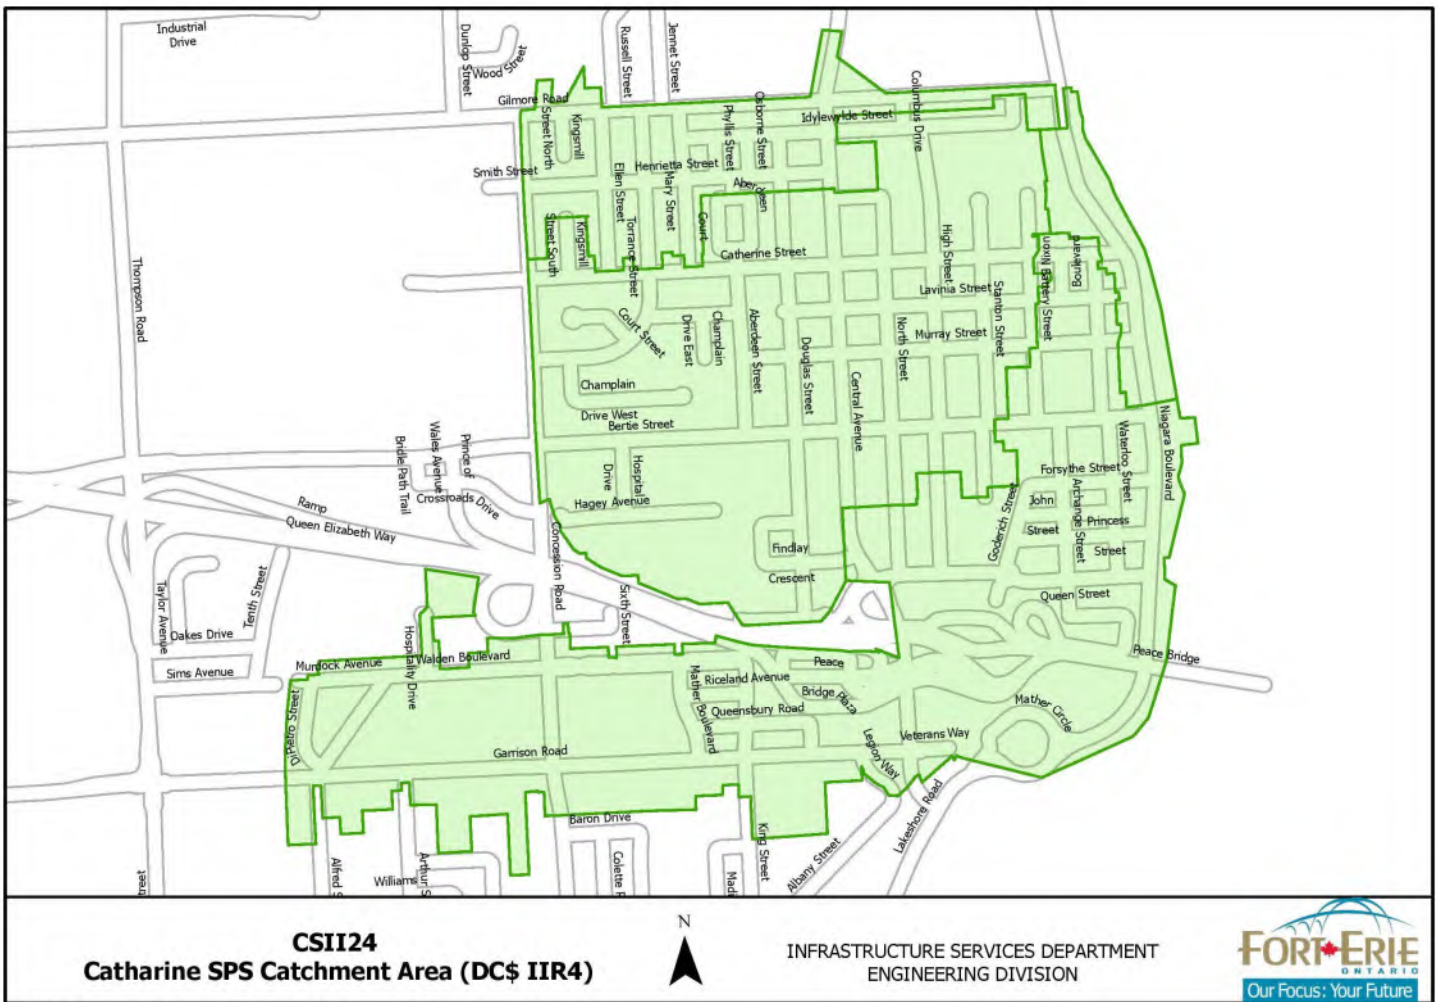 Industrial
Drive
Dunlop Street
Wood Street
Russell Street
Jennet Street
Gilmore Road
Street North
Kingsmill
Phyllis Street
Osborne Street
Idylewylde Street
Columbus Drive
Smith Street
Ellen Street
Henrietta Street
Mary Street
Aberdeen
Court
Street South
Kingsmill
Torrance Street
Catherine Street
High Street
Nixon
Battery Street
Boulevard
Thompson Road
Lavinia Street
Stanton Street
Court Street
Drive East
Champlain
Aberdeen Street
Douglas Street
North Street
Murray Street
Champlain
Drive West
Bertie Street
Central Avenue
Niagara Boulevard
Waterloo Street
Bridle Path Trail
Wales Avenue
Prince of
Crossroads Drive
Drive
Hospital
Hagey Avenue
Forsythe Street
John
Street
Archange Street
Princess
Street
Goderich Street
Ramp
Queen Elizabeth Way
Concession Road
Findlay
Crescent
Queen Street
Taylor Avenue
Tenth Street
Oakes Drive
Sims Avenue
Sixth Street
Hospitality Drive
Murdock Avenue
Walden Boulevard
Peace
Bridge Plaza
Peace Bridge
Riceland Avenue
Mather Boulevard
Queensbury Road
Mather Circle
DiPietro Street
Garrison Road
Legion Way
Veterans Way
Lakeshore Road
Baron Drive
King Street
Albany Street
Street
Alfred S
Williams
Arthur S
Colette
Madi
N
CSII24
Catharine SPS Catchment Area (DC$ IIR4)
INFRASTRUCTURE SERVICES DEPARTMENT
ENGINEERING DIVISION
FORT ERIE
ONTARIO
Our Focus: Your Future